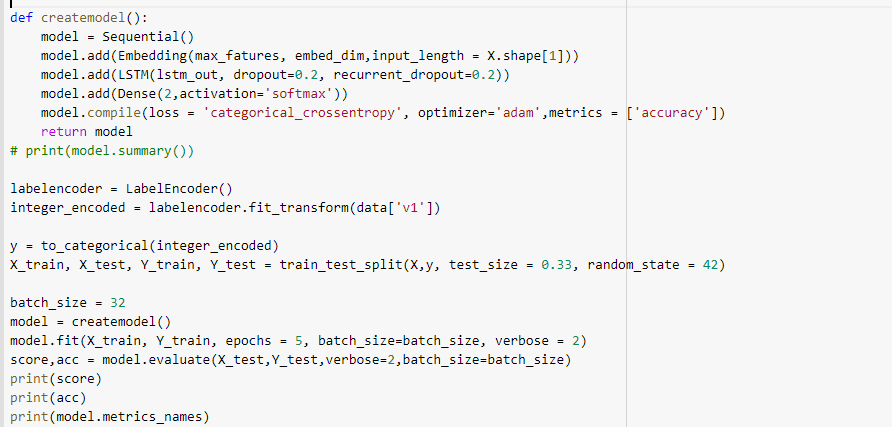 def createmodel():
    model = Sequential()
    model.add(Embedding(max_fatures, embed_dim,input_length = X.shape[1]))
    model.add(LSTM(lstm_out, dropout=0.2, recurrent_dropout=0.2))
    model.add(Dense(2,activation='softmax'))
    model.compile(loss = 'categorical_crossentropy', optimizer='adam',metrics = ['accuracy'])
    return model
# print(model.summary())
labelencoder = LabelEncoder()
integer_encoded = labelencoder.fit_transform(data['v1'])
y = to_categorical(integer_encoded)
X_train, X_test, Y_train, Y_test = train_test_split(X,y, test_size = 0.33, random_state = 42)
batch_size = 32
model = createmodel()
model.fit(X_train, Y_train, epochs = 5, batch_size=batch_size, verbose = 2)
score,acc = model.evaluate(X_test,Y_test,verbose=2,batch_size=batch_size)
print(score)
print(acc)
print(model.metrics_names)